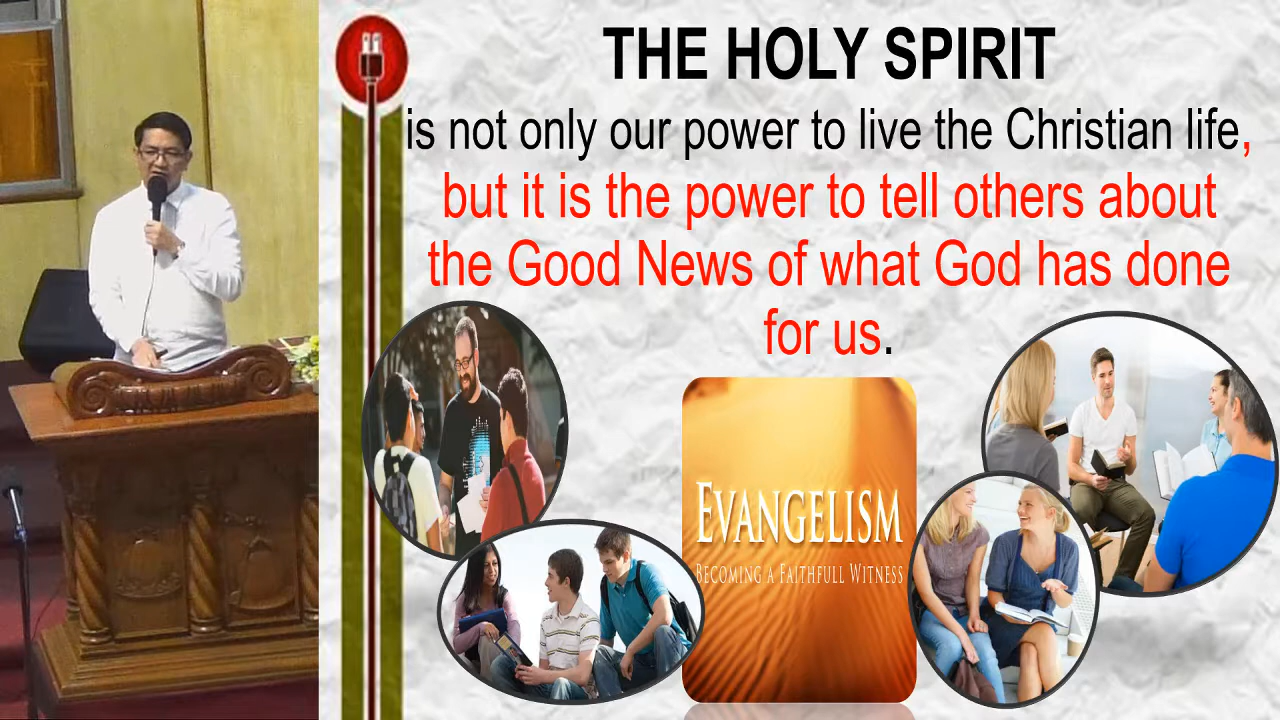 THE HOLY SPIRIT
is not only our power to live the Christian life,
but it is the power to tell others about
the Good News of what God has done
for us.
EVANGELISM
BECOMING A FAITHFULL WITNESS